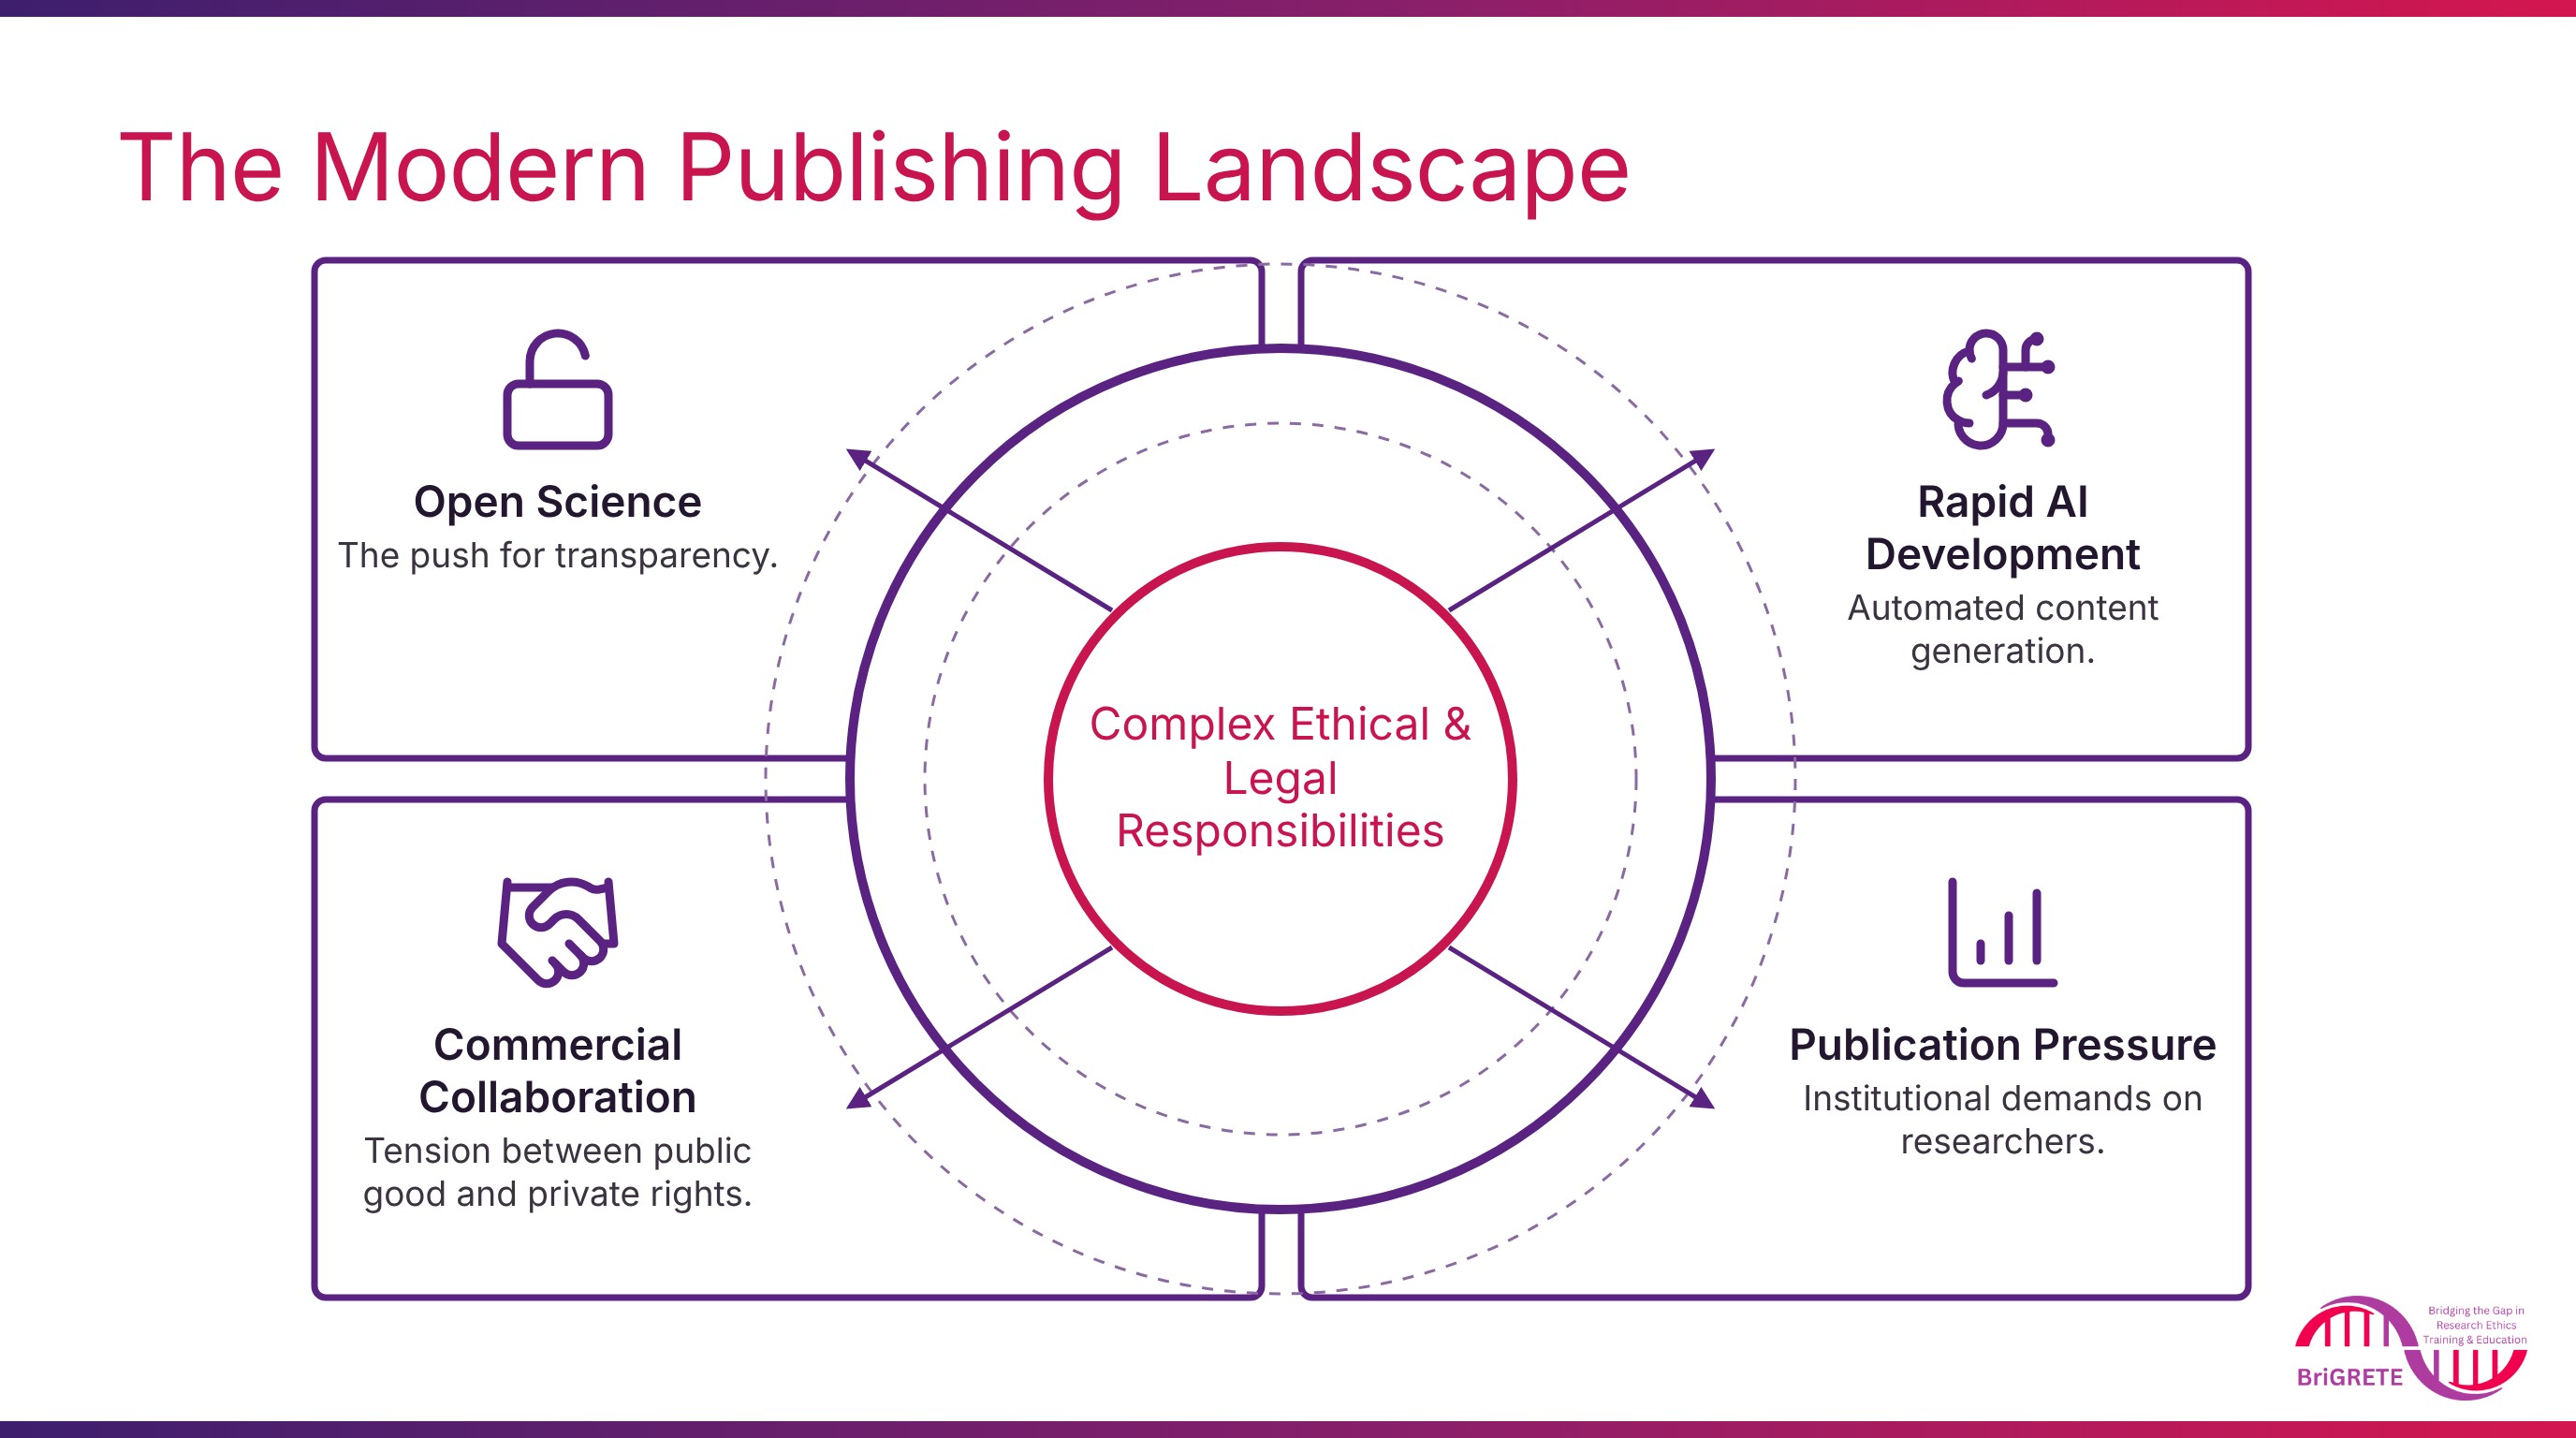 The Modern Publishing Landscape
Open Science
The push for transparency.
Rapid AI
Development
Automated content
generation.
Complex Ethical &
Legal
Responsibilities
Commercial
Collaboration
Tension between public
good and private rights.
Publication Pressure
Institutional demands on
researchers.
Bridging the Gap in
Research Ethics
Training & Education
BriGRETE